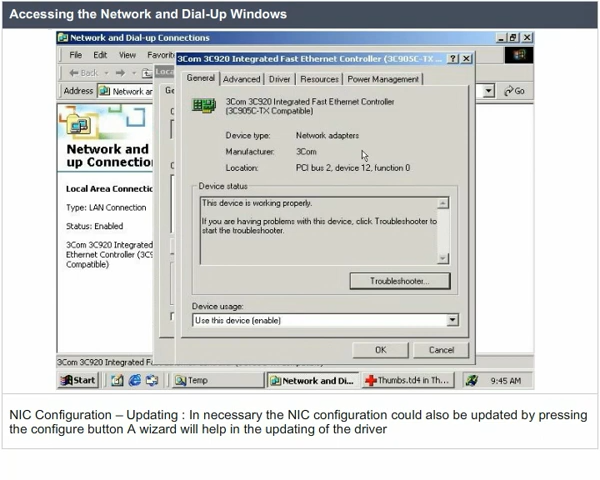 Accessing the Network and Dial-Up Windows
Network and Dial-up Connections
File Edit View Favorit
Back
Loca
Address Network ar
Go
Ge
3Com 3C920 Integrated Fast Ethernet Controller (3C905C-TX ...
General Advanced Driver Resources Power Management
3Com 3C920 Integrated Fast Ethernet Controller
(3C905C-TX Compatible)
Device type: Network adapters
Manufacturer: 3Com
Location: PCI bus 2, device 12, function 0
Device status
This device is working properly.
If you are having problems with this device, click Troubleshooter to
start the troubleshooter.
Troubleshooter...
Device usage:
Use this device (enable)
OK Cancel
Network and
up Connectio
Local Area Connectic
Type: LAN Connection
Status: Enabled
3Com 3C920 Integrated
Ethernet Controller (3C9
Compatible)
3Com 3C920 Integrated Fa
Start Temp Network and Di... Thumbs.td4 in Th... 9:45 AM
NIC Configuration – Updating : In necessary the NIC configuration could also be updated by pressing
the configure button A wizard will help in the updating of the driver